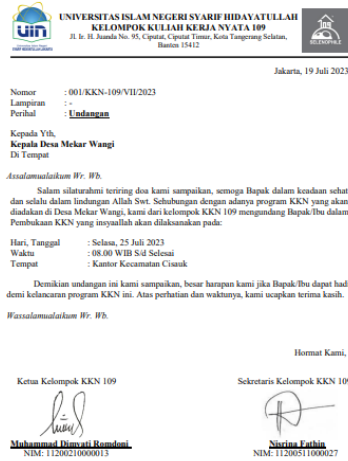 UNIVERSITAS ISLAM NEGERI SYARIF HIDAYATULLAH
KELOMPOK KULIAH KERJA NYATA 109
Jl. Ir. H. Juanda No. 95, Ciputat, Ciputat Timur, Kota Tangerang Selatan,
Banten 15412
UIN
SELENOPHILE
Jakarta, 19 Juli 2023
Nomor : 001/KKN-109/VII/2023
Lampiran : -
Perihal : Undangan
Kepada Yth,
Kepala Desa Mekar Wangi
Di Tempat
Assalamualaikum Wr. Wb.
Salam silaturahmi teriring doa kami sampaikan, semoga Bapak dalam keadaan sehat
dan selalu dalam lindungan Allah Swt. Sehubungan dengan adanya program KKN yang akan
diadakan di Desa Mekar Wangi, kami dari kelompok KKN 109 mengundang Bapak/Ibu dalam
Pembukaan KKN yang insyaallah akan dilaksanakan pada:
Hari, Tanggal : Selasa, 25 Juli 2023
Waktu : 08.00 WIB S/d Selesai
Tempat : Kantor Kecamatan Cisauk
Demikian undangan ini kami sampaikan, besar harapan kami jika Bapak/Ibu dapat had
demi kelancaran program KKN ini. Atas perhatian dan waktunya, kami ucapkan terima kasih.
Wassalamualaikum Wr. Wb.
Hormat Kami,
Ketua Kelompok KKN 109
Sekretaris Kelompok KKN 109
Muhammad Dimyati Romdoni
NIM: 11200210000013
Nisrina Fathin
NIM: 11200511000027